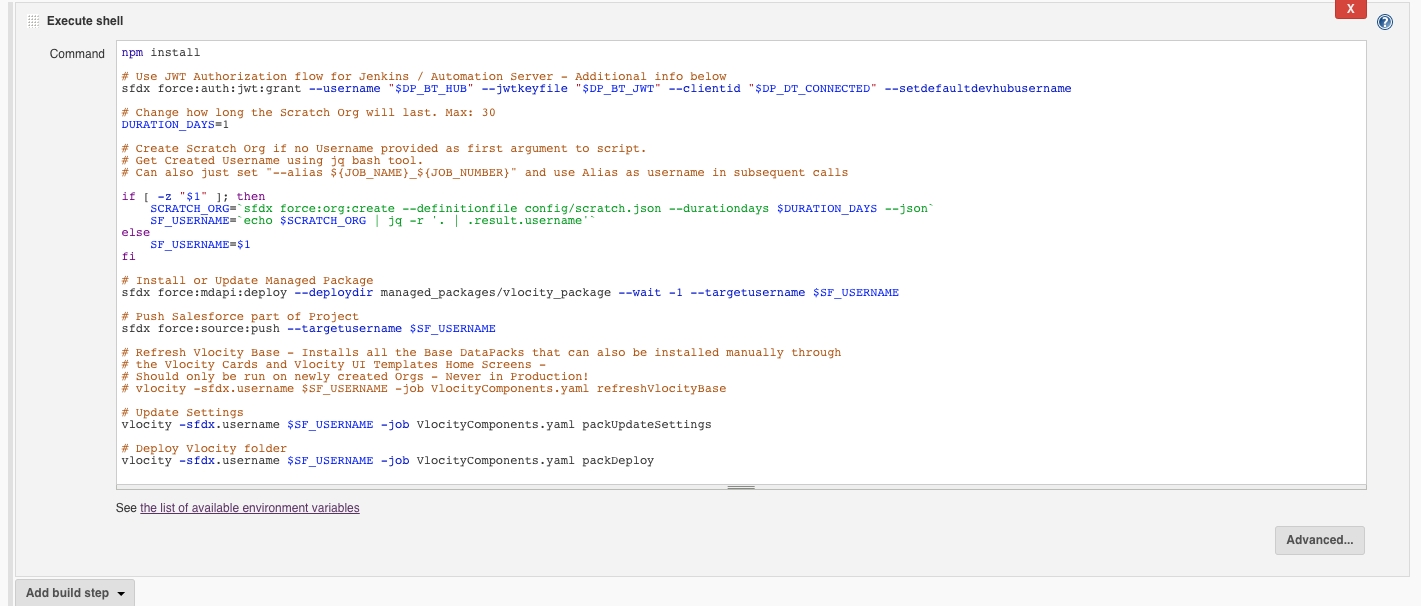 Execute shell
X
?
Command
npm install
# Use JWT Authorization flow for Jenkins / Automation Server - Additional info below
sfdx force:auth:jwt:grant --username "$DP_BT_HUB" --jwtkeyfile "$DP_BT_JWT" --clientid "$DP_DT_CONNECTED" --setdefaultdevhubusername
# Change how long the Scratch Org will last. Max: 30
DURATION_DAYS=1
# Create Scratch Org if no Username provided as first argument to script.
# Get Created Username using jq bash tool.
# Can also just set "--alias ${JOB_NAME}_${JOB_NUMBER}" and use Alias as username in subsequent calls
if [ -z "$1" ]; then
    SCRATCH_ORG=`sfdx force:org:create --definitionfile config/scratch.json --durationdays $DURATION_DAYS --json`
    SF_USERNAME=`echo $SCRATCH_ORG | jq -r '. | .result.username'`
else
    SF_USERNAME=$1
fi
# Install or Update Managed Package
sfdx force:mdapi:deploy --deploydir managed_packages/vlocity_package --wait -1 --targetusername $SF_USERNAME
# Push Salesforce part of Project
sfdx force:source:push --targetusername $SF_USERNAME
# Refresh Vlocity Base - Installs all the Base DataPacks that can also be installed manually through
# the Vlocity Cards and Vlocity UI Templates Home Screens -
# Should only be run on newly created Orgs - Never in Production!
# vlocity -sfdx.username $SF_USERNAME -job VlocityComponents.yaml refreshVlocityBase
# Update Settings
vlocity -sfdx.username $SF_USERNAME -job VlocityComponents.yaml packUpdateSettings
# Deploy Vlocity folder
vlocity -sfdx.username $SF_USERNAME -job VlocityComponents.yaml packDeploy
See the list of available environment variables
Advanced...
Add build step